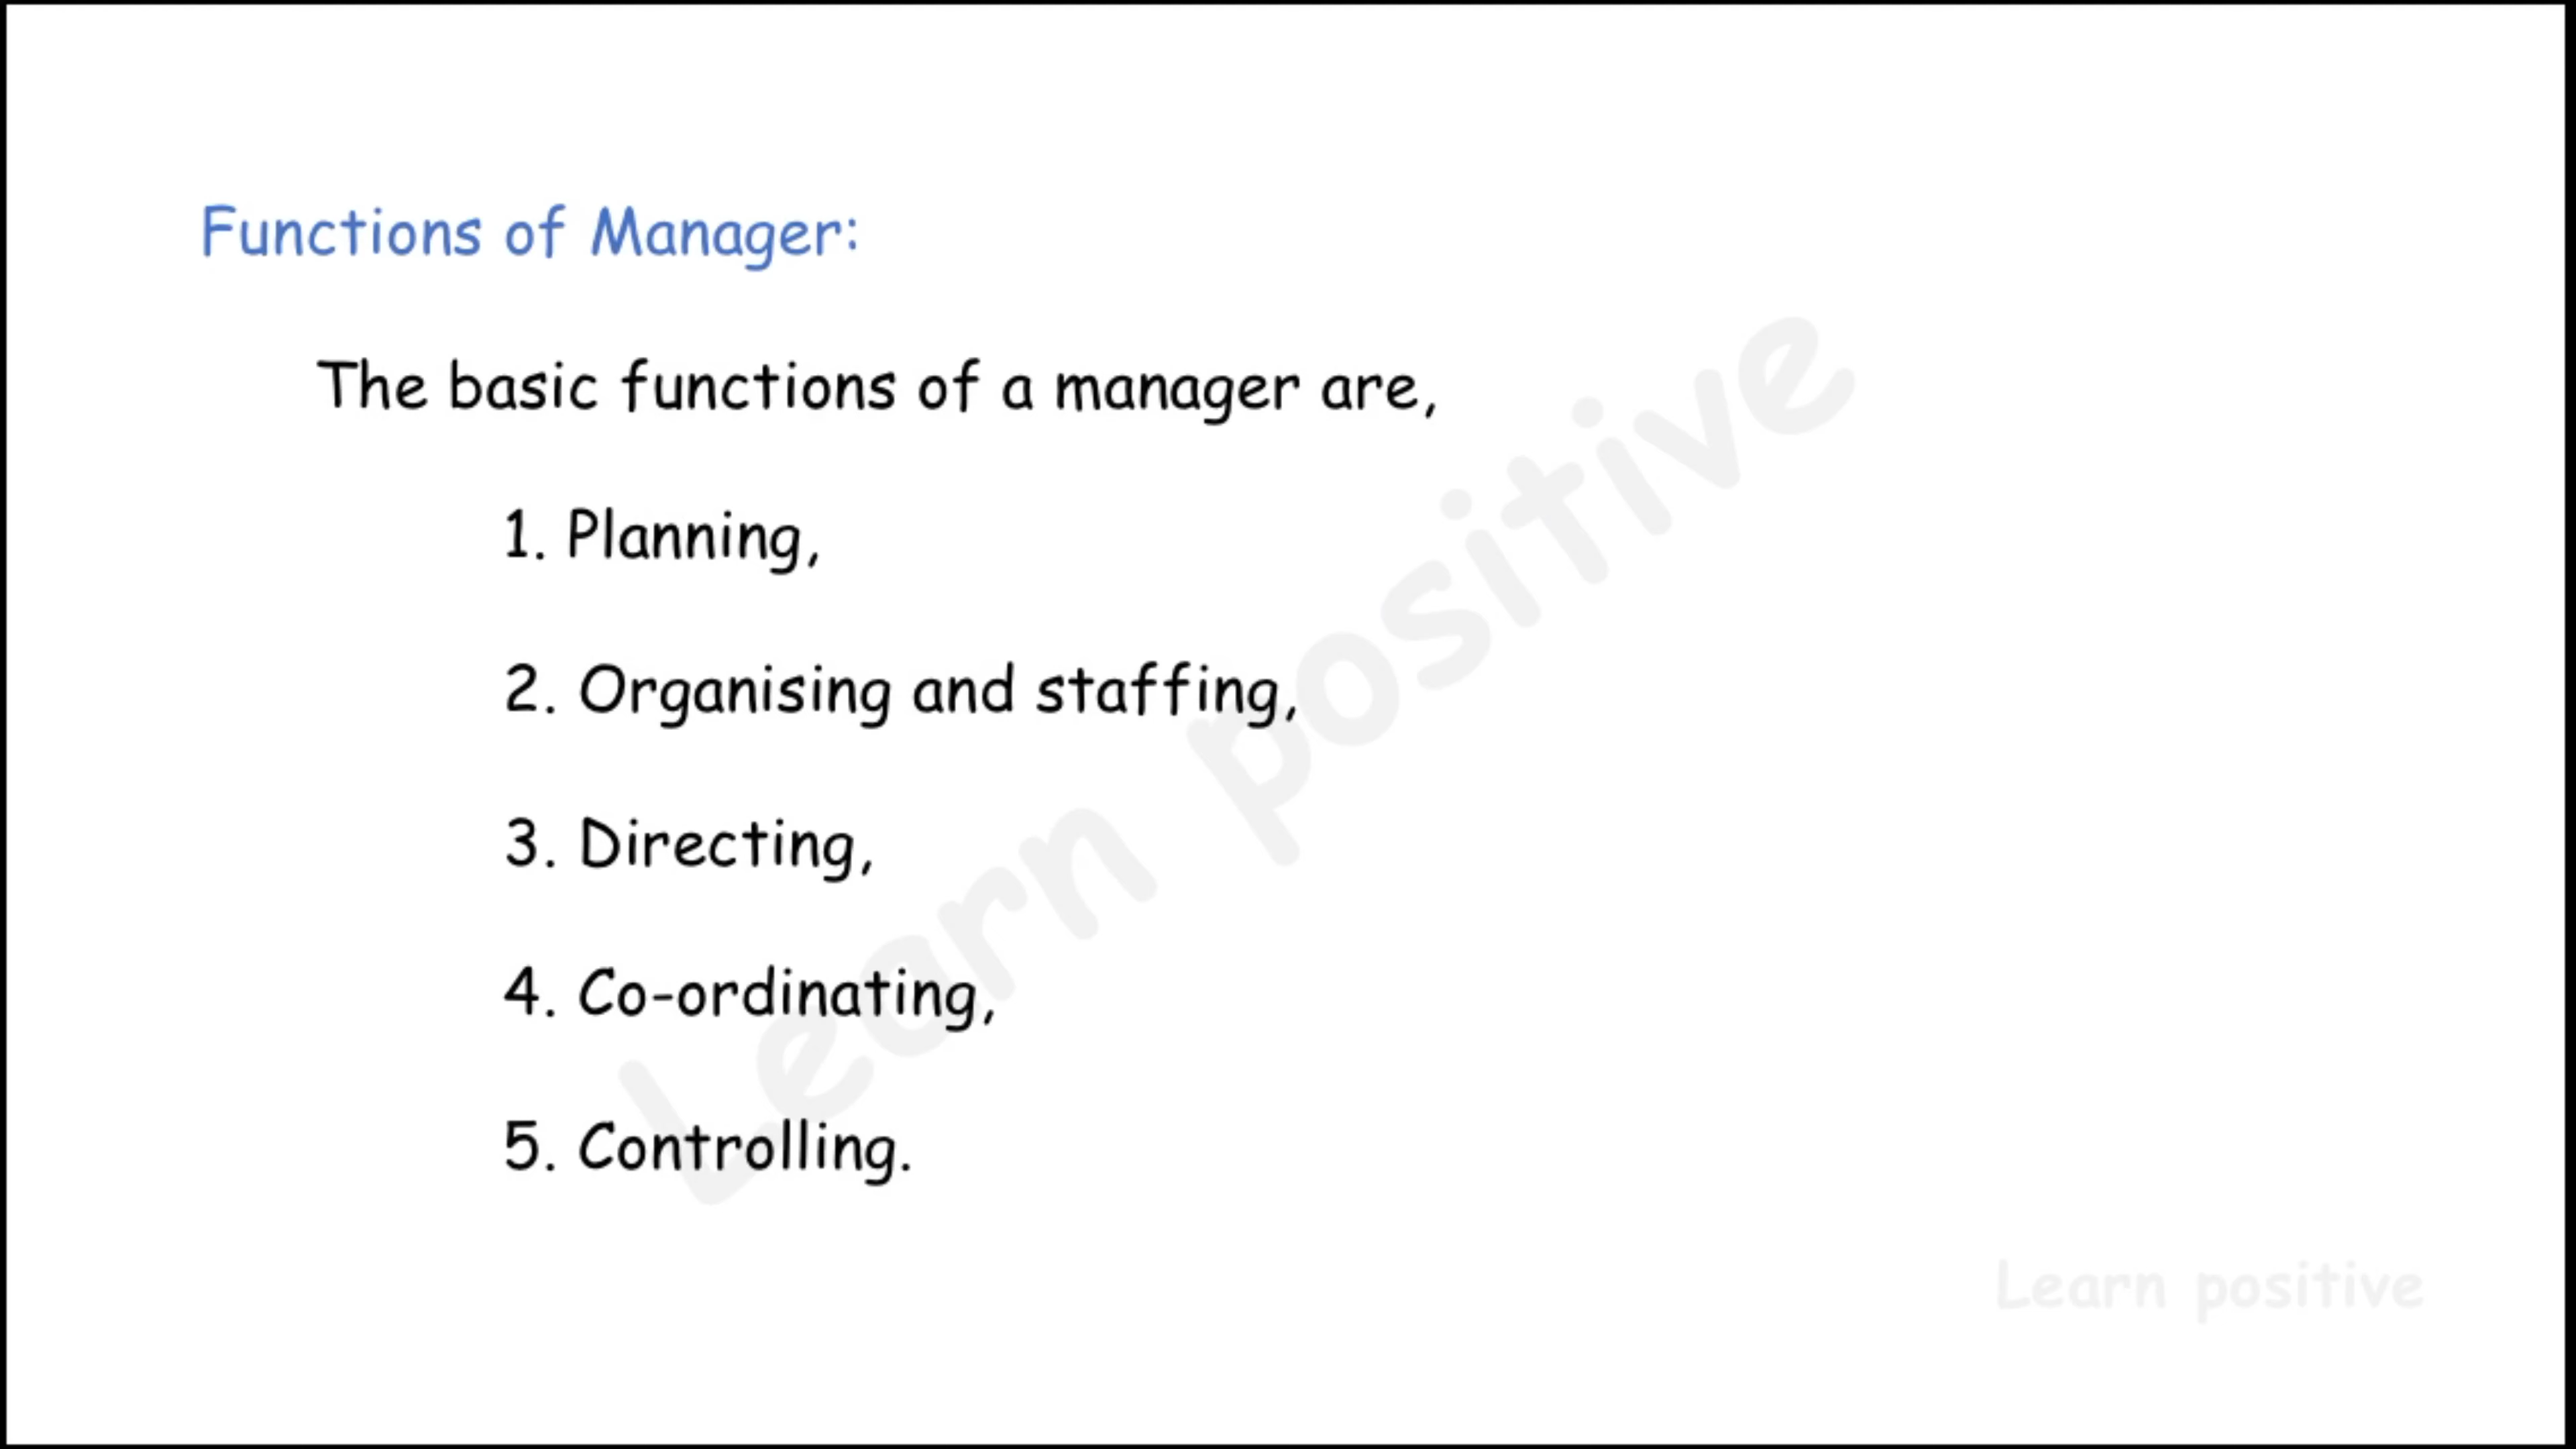 Functions of Manager:
The basic functions of a manager are,
1. Planning,
2. Organising and staffing,
3. Directing,
4. Co-ordinating,
5. Controlling.
Learn positive
Learn positive